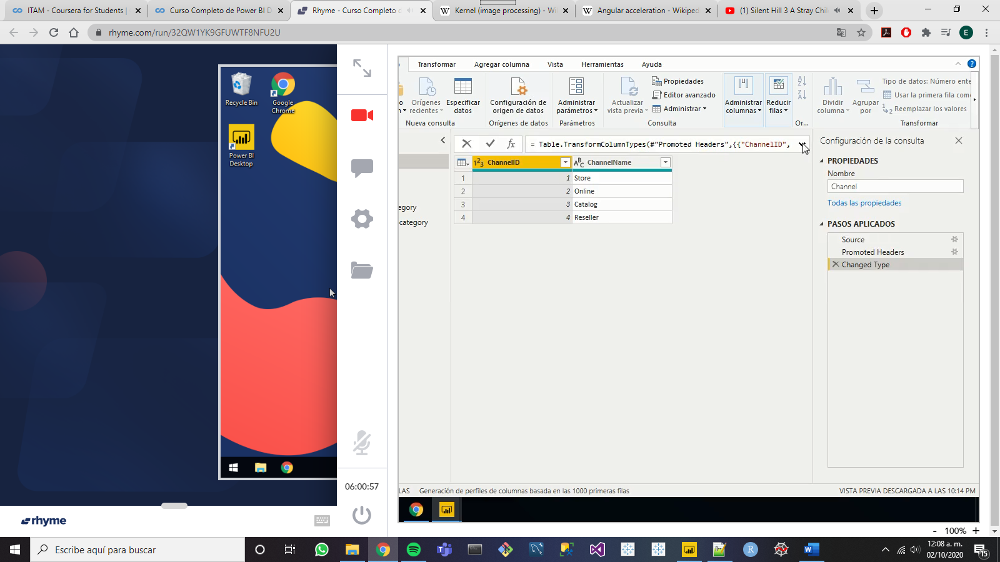 ITAM - Coursera for Students |
Curso Completo de Power BI D
Rhyme - Curso Completo
Kernel (image processing) - Wi
Angular acceleration - Wikiped
(1) Silent Hill 3 A Stray Chil
rhyme.com/run/32QW1YK9GFUWTF8NFU2U
E
Recycle Bin
Google Chrome
Power BI Desktop
06:00:57
rhyme
Transformar
Agregar columna
Vista
Herramientas
Ayuda
Orígenes recientes
Especificar datos
Nueva consulta
Configuración de origen de datos
Orígenes de datos
Administrar parámetros
Parámetros
Actualizar vista previa
Propiedades
Editor avanzado
Administrar
Consulta
Administrar columnas
Reducir filas
Or...
Dividir columna
Agrupar por
Tipo de datos: Número ente
Usar la primera fila como
Reemplazar los valores
Transformar
egory
category
fx
= Table.TransformColumnTypes(#"Promoted Headers",{{"ChannelID",
ChannelID ChannelName
1 1 Store
2 2 Online
3 3 Catalog
4 4 Reseller
Configuración de la consulta
PROPIEDADES
Nombre
Channel
Todas las propiedades
PASOS APLICADOS
Source
Promoted Headers
Changed Type
LAS
Generación de perfiles de columnas basada en las 1000 primeras filas
VISTA PREVIA DESCARGADA A LAS 10:14 PM
- 100% +
Escribe aquí para buscar
12:08 a. m.
02/10/2020
15